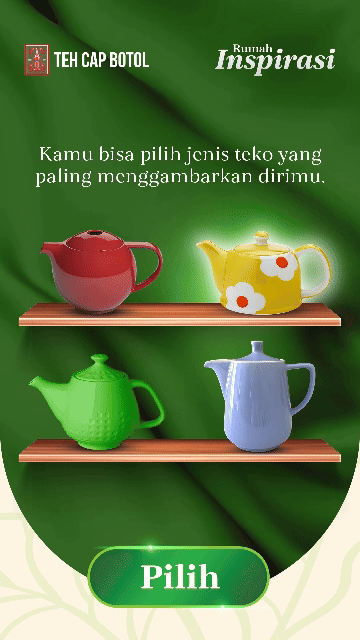 TEH CAP BOTOL
Rumah
Inspirasi
Kamu bisa pilih jenis teko yang
paling menggambarkan dirimu.
Pilih